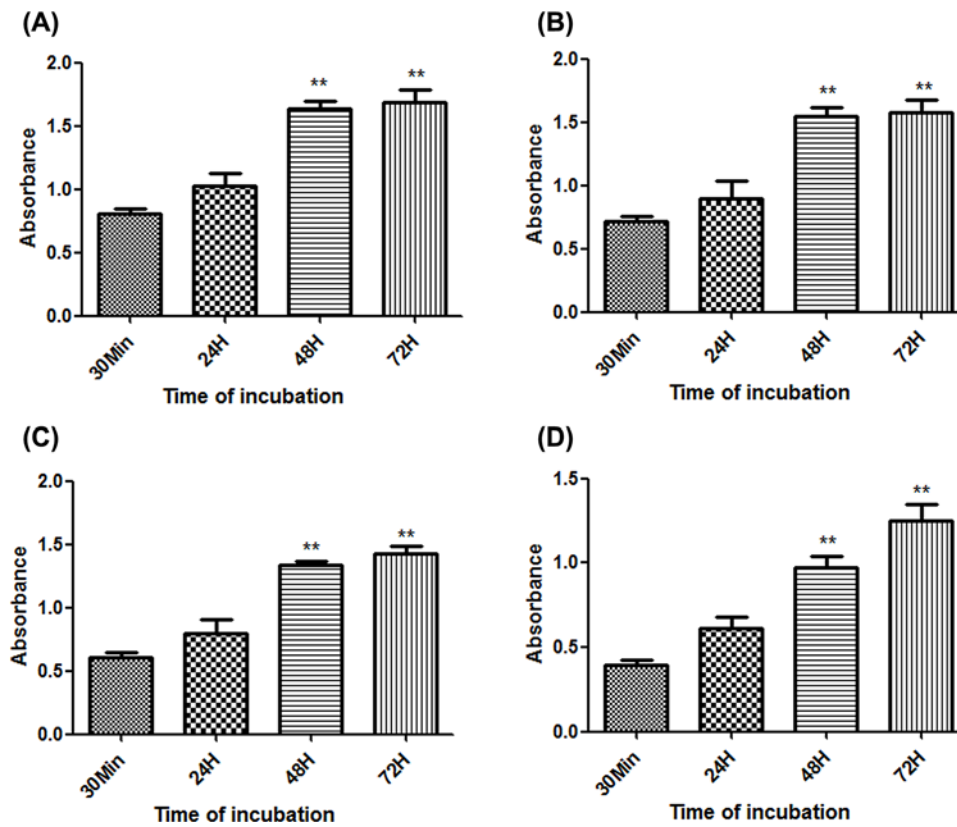 (A)
2.0
1.5
1.0
0.5
0.0
Absorbance
**
**
30Min
24H
48H
72H
Time of incubation
(B)
2.0
1.5
1.0
0.5
0.0
Absorbance
**
**
30Min
24H
48H
72H
Time of incubation
(C)
2.0
1.5
1.0
0.5
0.0
Absorbance
**
**
30Min
24H
48H
72H
Time of incubation
(D)
1.5
1.0
0.5
0.0
Absorbance
**
**
30Min
24H
48H
72H
Time of incubation